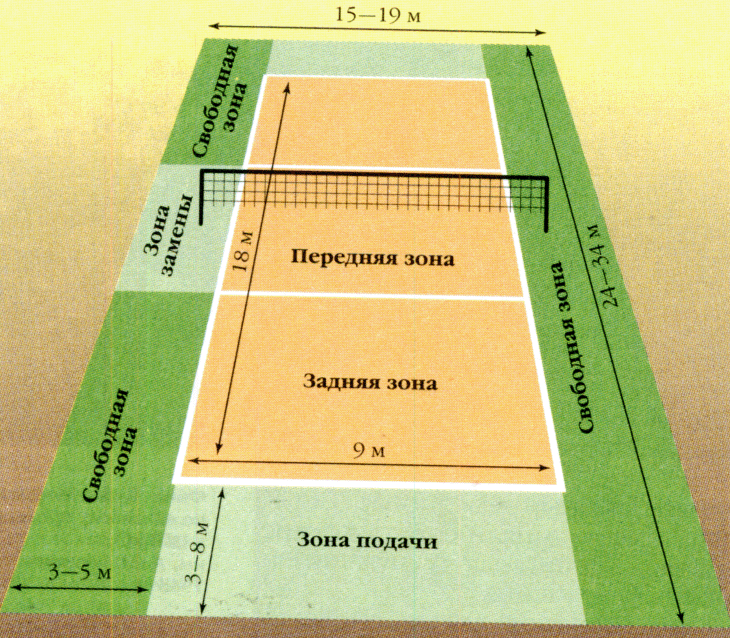 15—19 м
Свободная
зона
Зона
замены
18 м
Передняя зона
24—34 м
Свободная зона
Задняя зона
Свободная
зона
9 м
3—8 м
Зона подачи
3—5 м